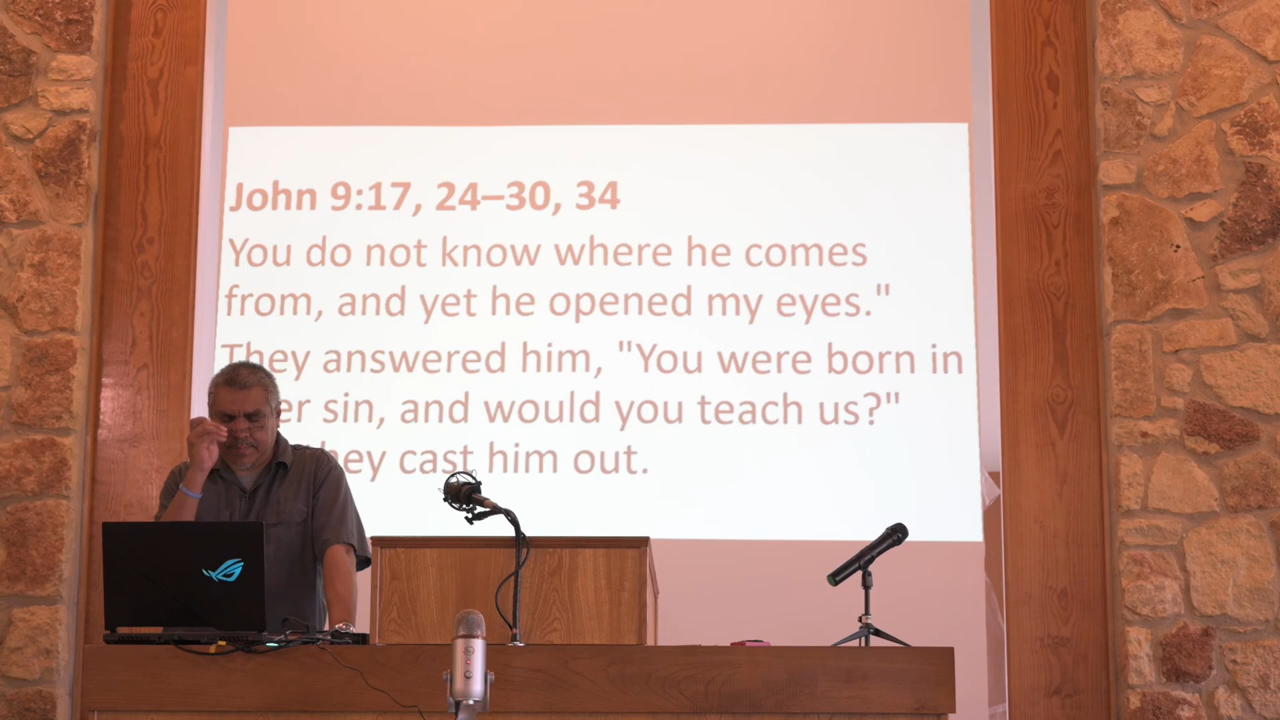 John 9:17, 24–30, 34
You do not know where he comes
from, and yet he opened my eyes."
They answered him, "You were born in
er sin, and would you teach us?"
hey cast him out.